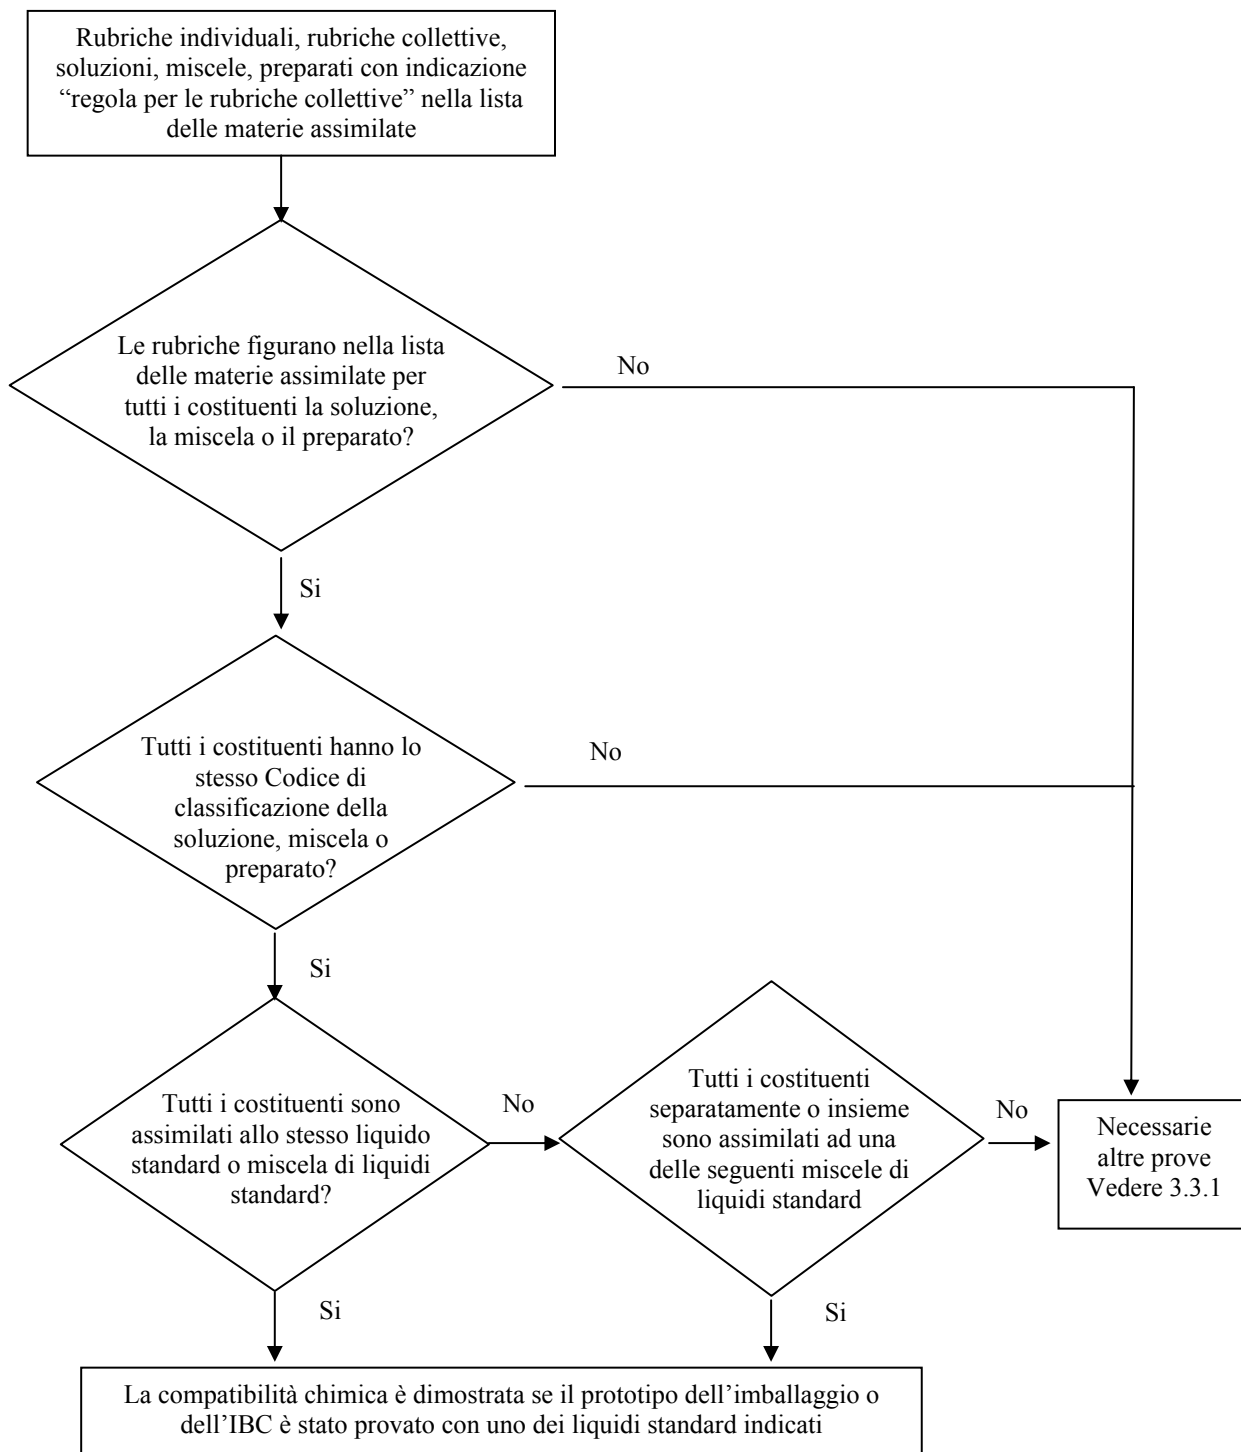 Rubriche individuali, rubriche collettive,
soluzioni, miscele, preparati con indicazione
“regola per le rubriche collettive” nella lista
delle materie assimilate
Le rubriche figurano nella lista
delle materie assimilate per
tutti i costituenti la soluzione,
la miscela o il preparato?
No
Si
Tutti i costituenti hanno lo
stesso Codice di
classificazione della
soluzione, miscela o
preparato?
No
Si
Tutti i costituenti sono
assimilati allo stesso liquido
standard o miscela di liquidi
standard?
No
Tutti i costituenti
separatamente o insieme
sono assimilati ad una
delle seguenti miscele di
liquidi standard
No
Necessarie
altre prove
Vedere 3.3.1
Si
Si
La compatibilità chimica è dimostrata se il prototipo dell’imballaggio o
dell’IBC è stato provato con uno dei liquidi standard indicati